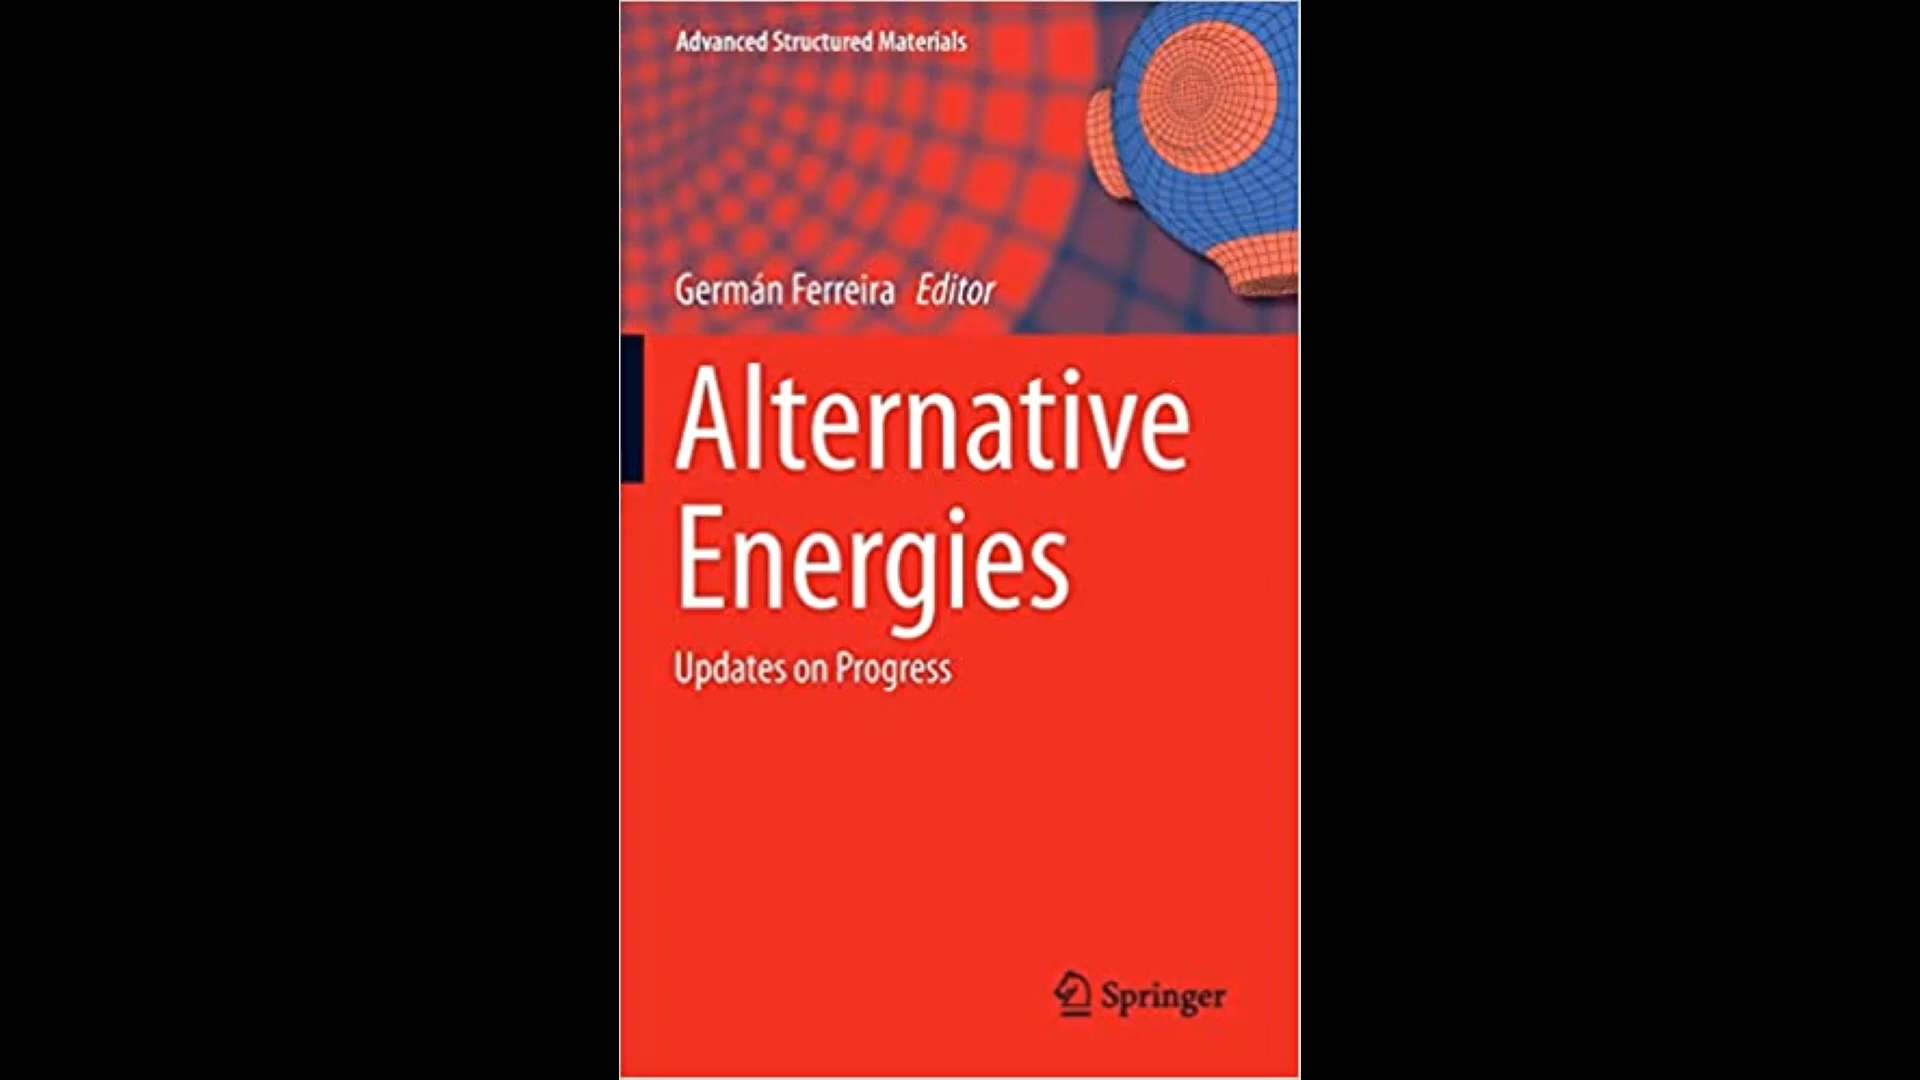 Advanced Structured Materials
Germán Ferreira Editor
Alternative
Energies
Updates on Progress
Springer